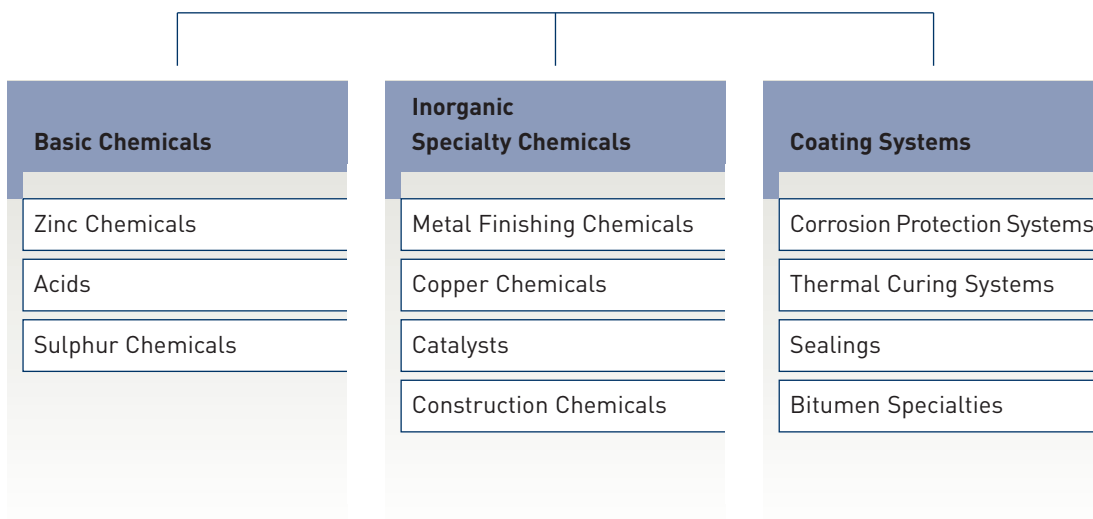 Basic Chemicals
Zinc Chemicals
Acids
Sulphur Chemicals
Inorganic
Specialty Chemicals
Metal Finishing Chemicals
Copper Chemicals
Catalysts
Construction Chemicals
Coating Systems
Corrosion Protection Systems
Thermal Curing Systems
Sealings
Bitumen Specialties